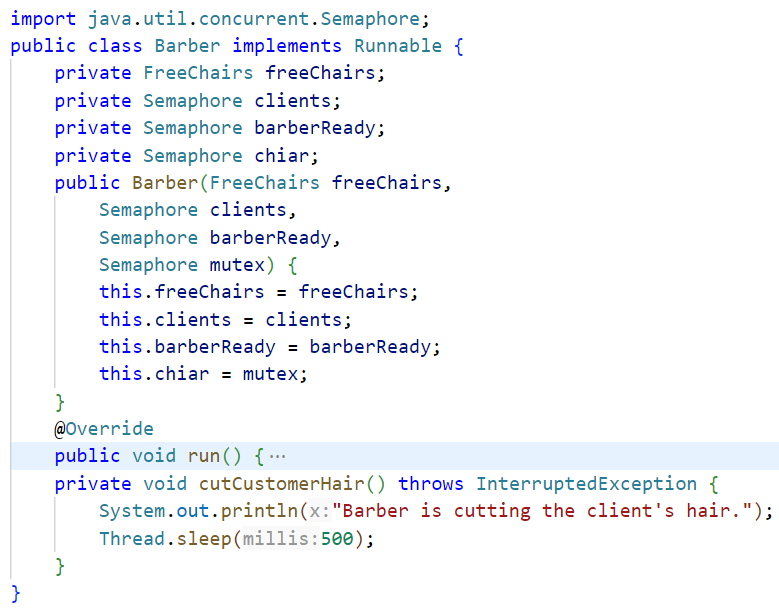 import java.util.concurrent.Semaphore;
public class Barber implements Runnable {
    private FreeChairs freeChairs;
    private Semaphore clients;
    private Semaphore barberReady;
    private Semaphore chiar;
    public Barber(FreeChairs freeChairs,
        Semaphore clients,
        Semaphore barberReady,
        Semaphore mutex) {
        this.freeChairs = freeChairs;
        this.clients = clients;
        this.barberReady = barberReady;
        this.chiar = mutex;
    }
    @Override
    public void run() { ···
    private void cutCustomerHair() throws InterruptedException {
        System.out.println(x:"Barber is cutting the client's hair.");
        Thread.sleep(millis:500);
    }
}